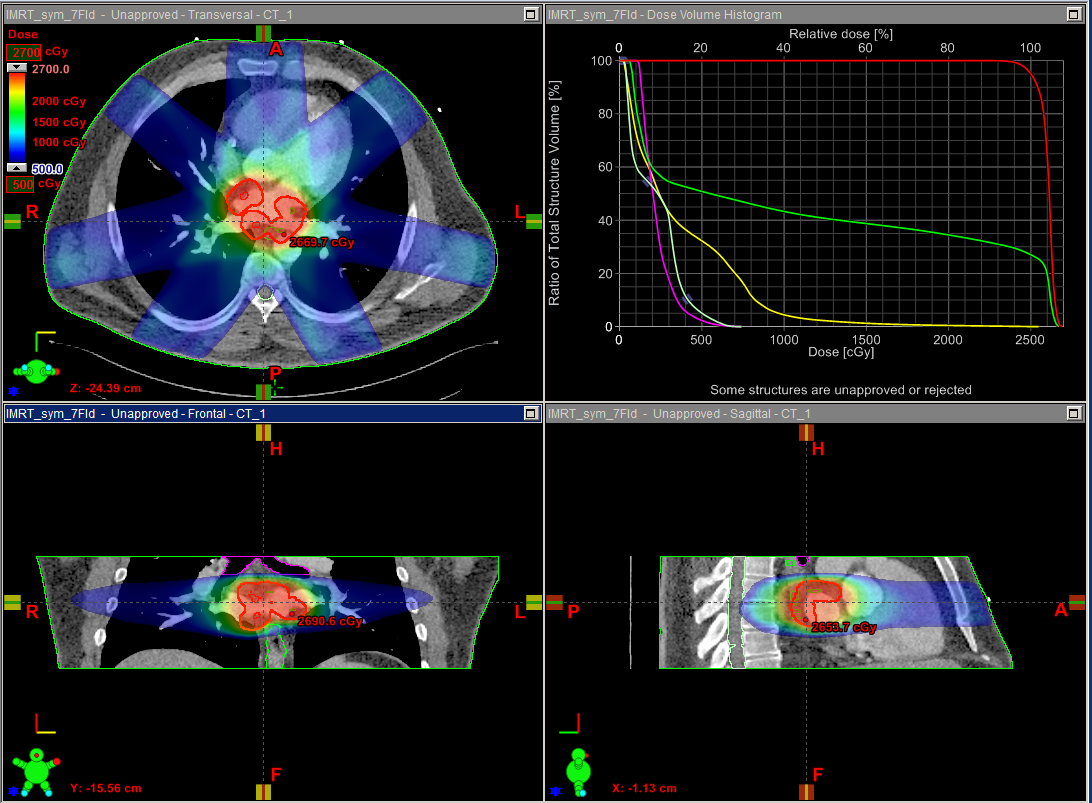 IMRT_sym_7Fld - Unapproved - Transversal - CT_1
Dose
2700 cGy
2700.0
2000 cGy
1500 cGy
1000 cGy
500.0
500 cGy
A
R
L
2669.7 cGy
P
Z: -24.39 cm
IMRT_sym_7Fld - Dose Volume Histogram
Relative dose [%]
0 20 40 60 80 100
Ratio of Total Structure Volume [%]
100
80
60
40
20
0
0 500 1000 1500 2000 2500
Dose [cGy]
Some structures are unapproved or rejected
IMRT_sym_7Fld - Unapproved - Frontal - CT_1
H
R
L
2690.6 cGy
F
Y: -15.56 cm
IMRT_sym_7Fld - Unapproved - Sagittal - CT_1
H
P
A
2653.7 cGy
F
X: -1.13 cm